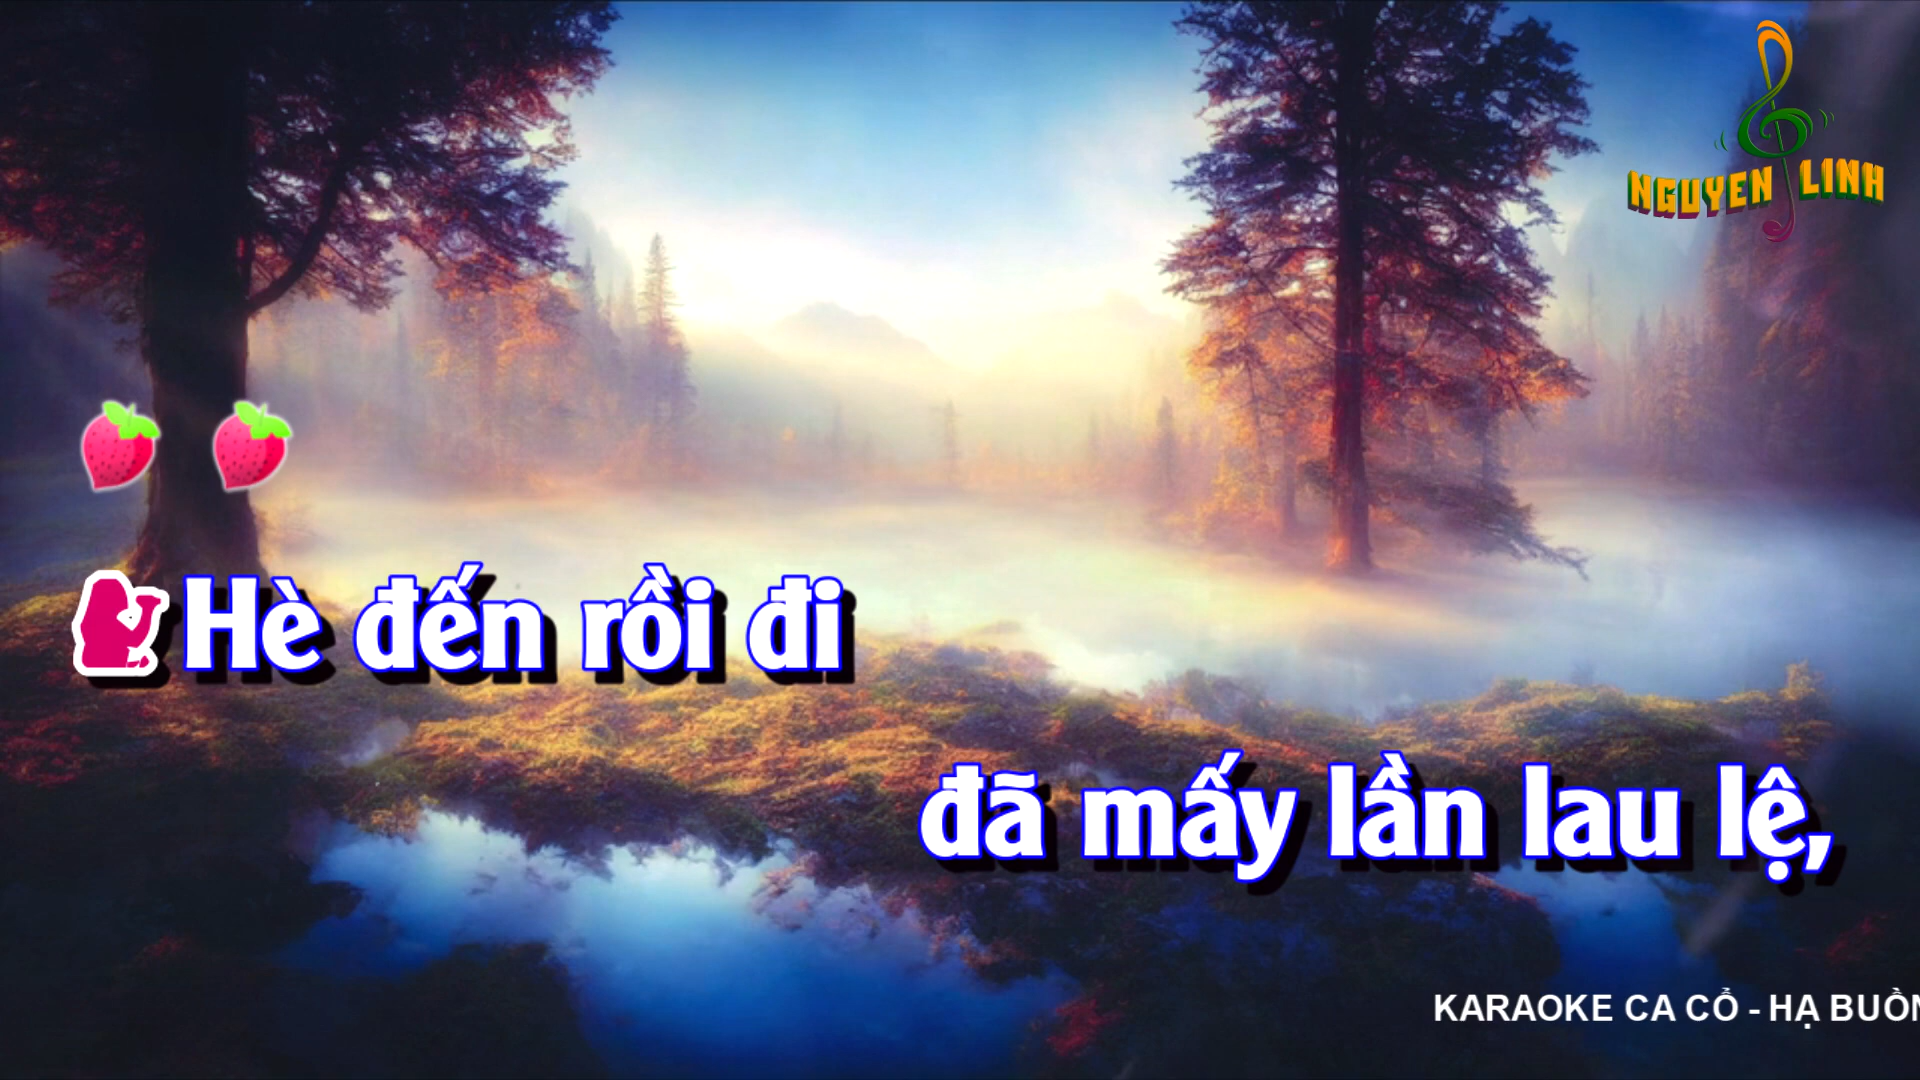 NGUYEN LINH
Hè đến rồi đi
đã mấy lần lau lệ,
KARAOKE CA CỔ - HẠ BUỒN